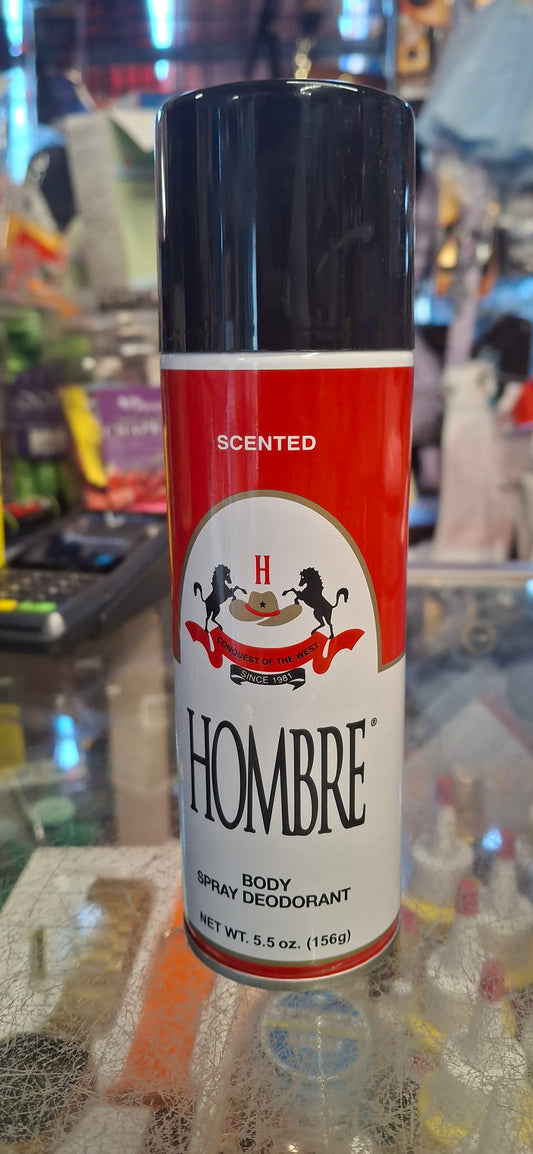 SCENTED
H
CONQUEST OF THE WEST
SINCE 1981
HOMBRE®
BODY
SPRAY DEODORANT
NET WT. 5.5 oz. (156g)